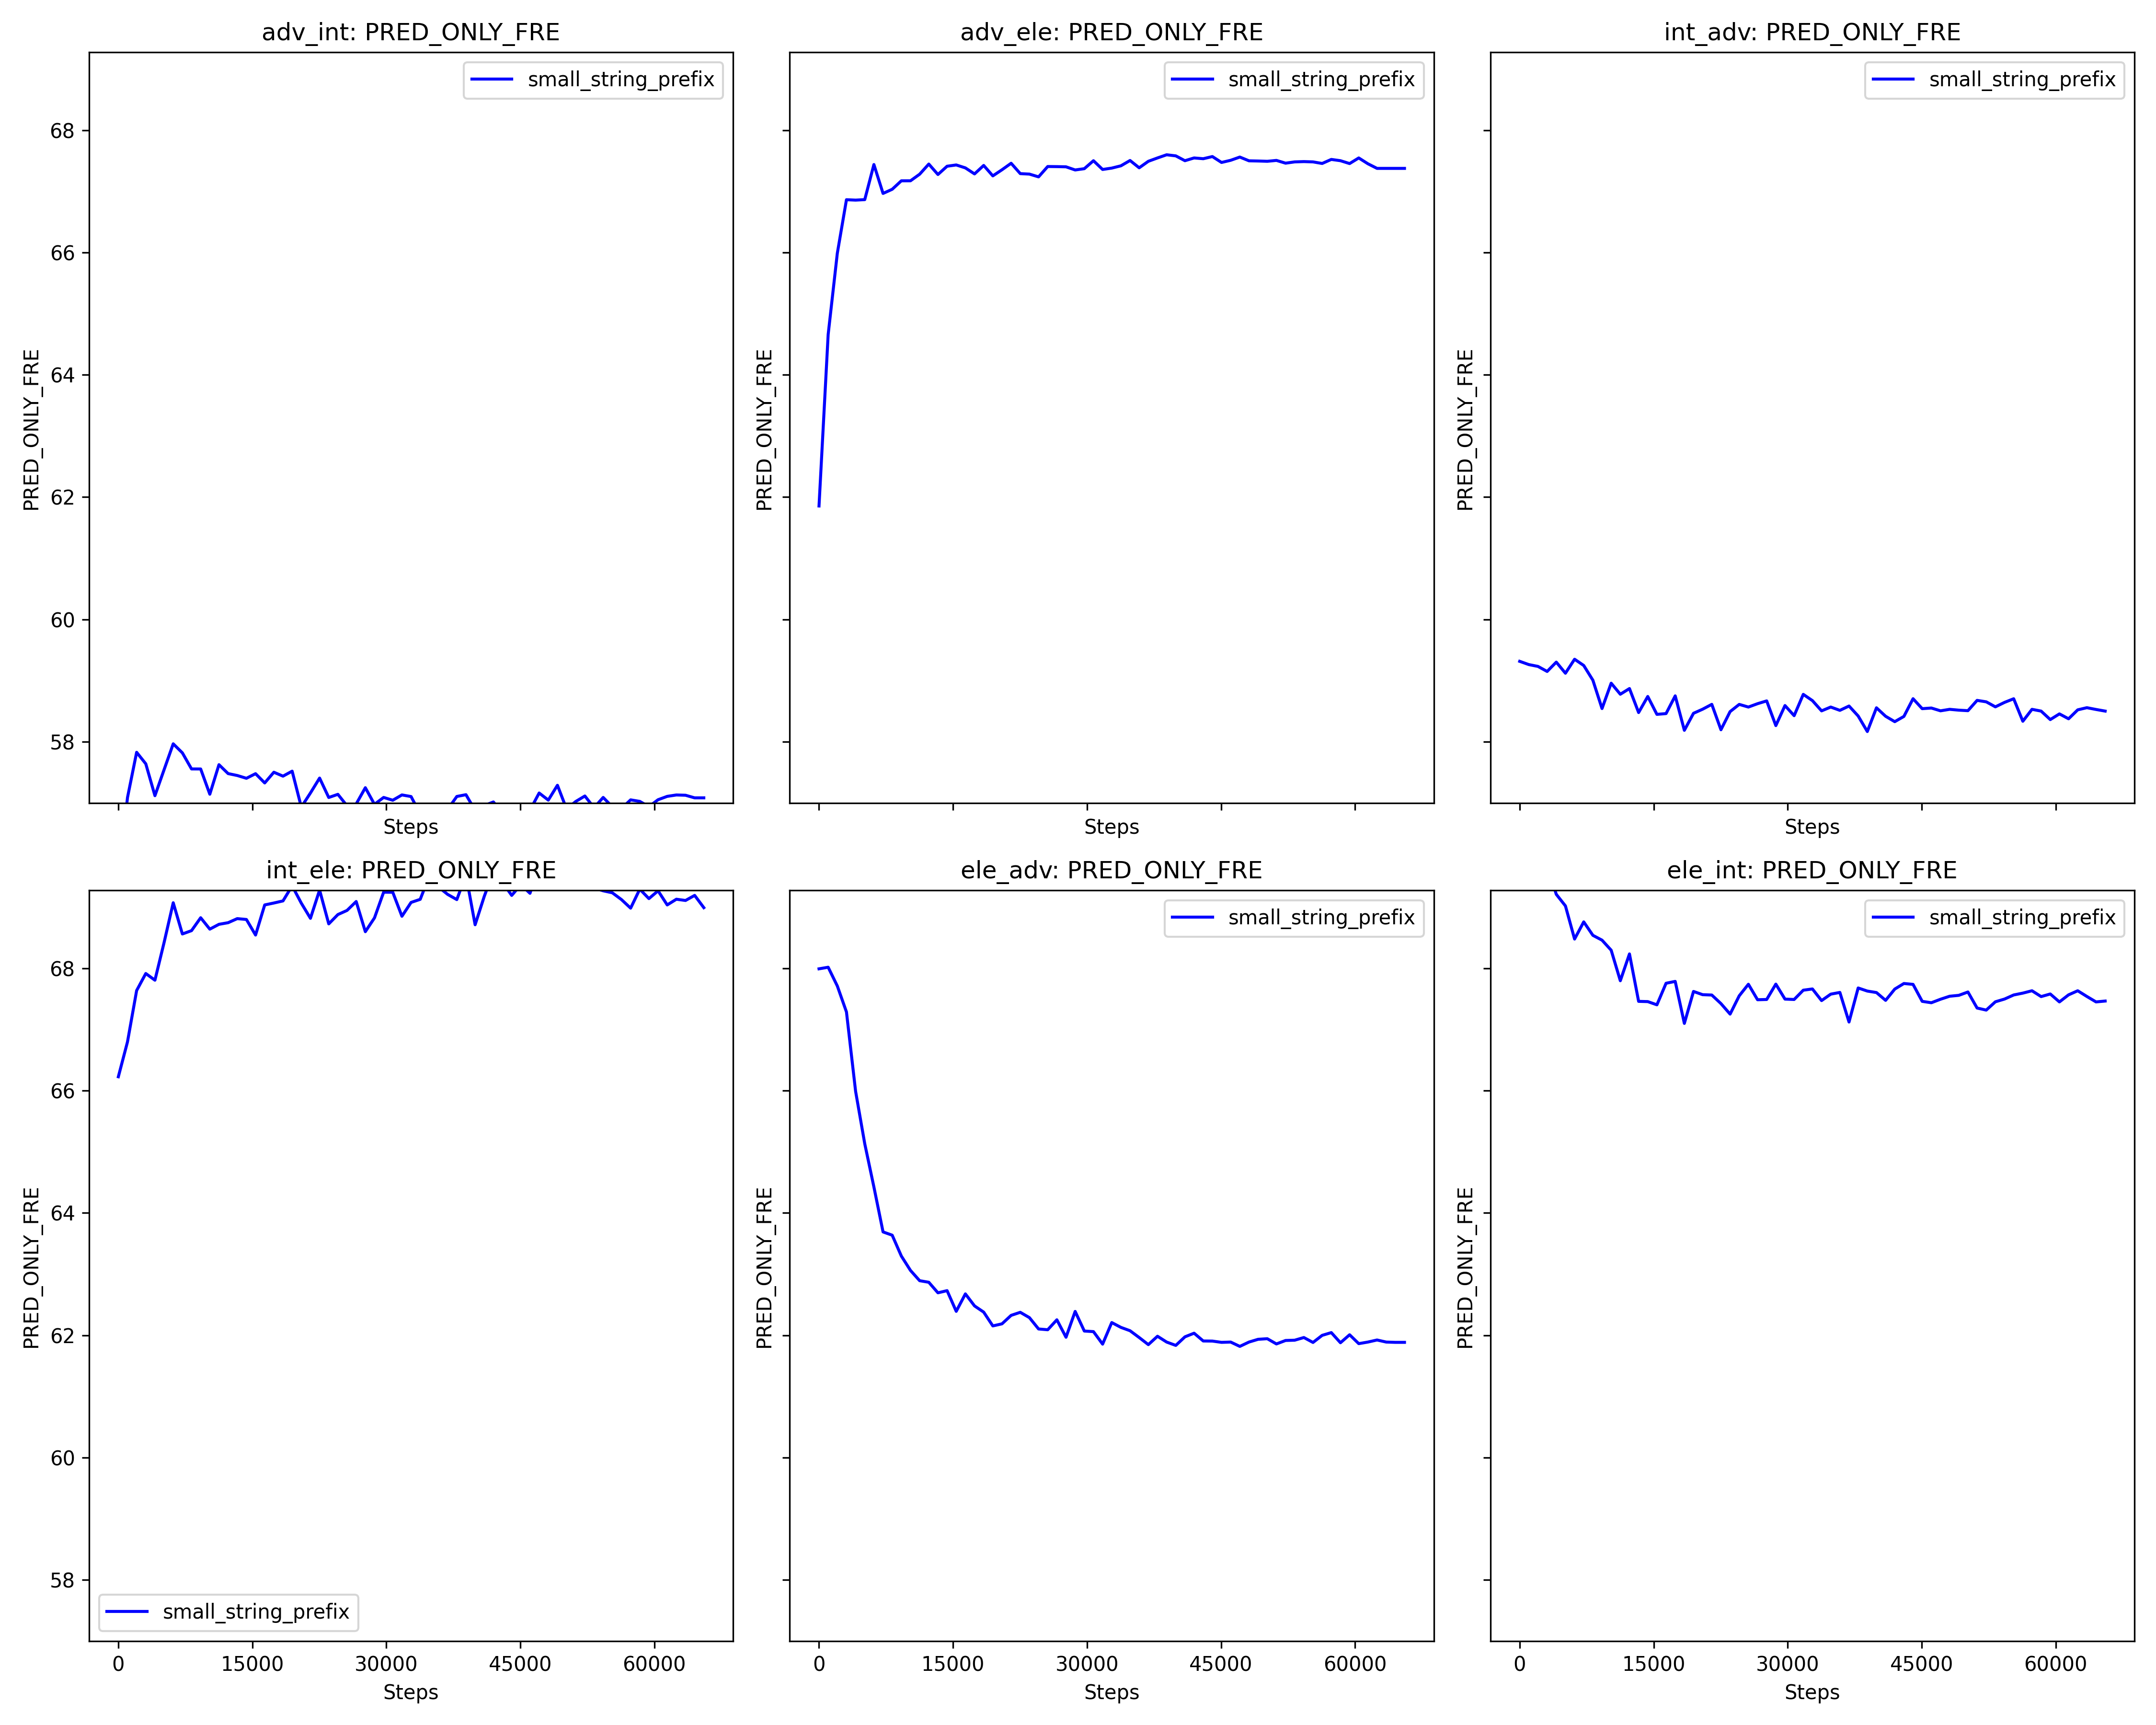 adv_int: PRED_ONLY_FRE
adv_ele: PRED_ONLY_FRE
int_adv: PRED_ONLY_FRE
small_string_prefix
small_string_prefix
small_string_prefix
68
66
64
62
60
58
PRED_ONLY_FRE
PRED_ONLY_FRE
PRED_ONLY_FRE
Steps
Steps
Steps
int_ele: PRED_ONLY_FRE
ele_adv: PRED_ONLY_FRE
ele_int: PRED_ONLY_FRE
small_string_prefix
small_string_prefix
68
66
64
62
60
58
PRED_ONLY_FRE
PRED_ONLY_FRE
PRED_ONLY_FRE
small_string_prefix
0 15000 30000 45000 60000
0 15000 30000 45000 60000
0 15000 30000 45000 60000
Steps
Steps
Steps